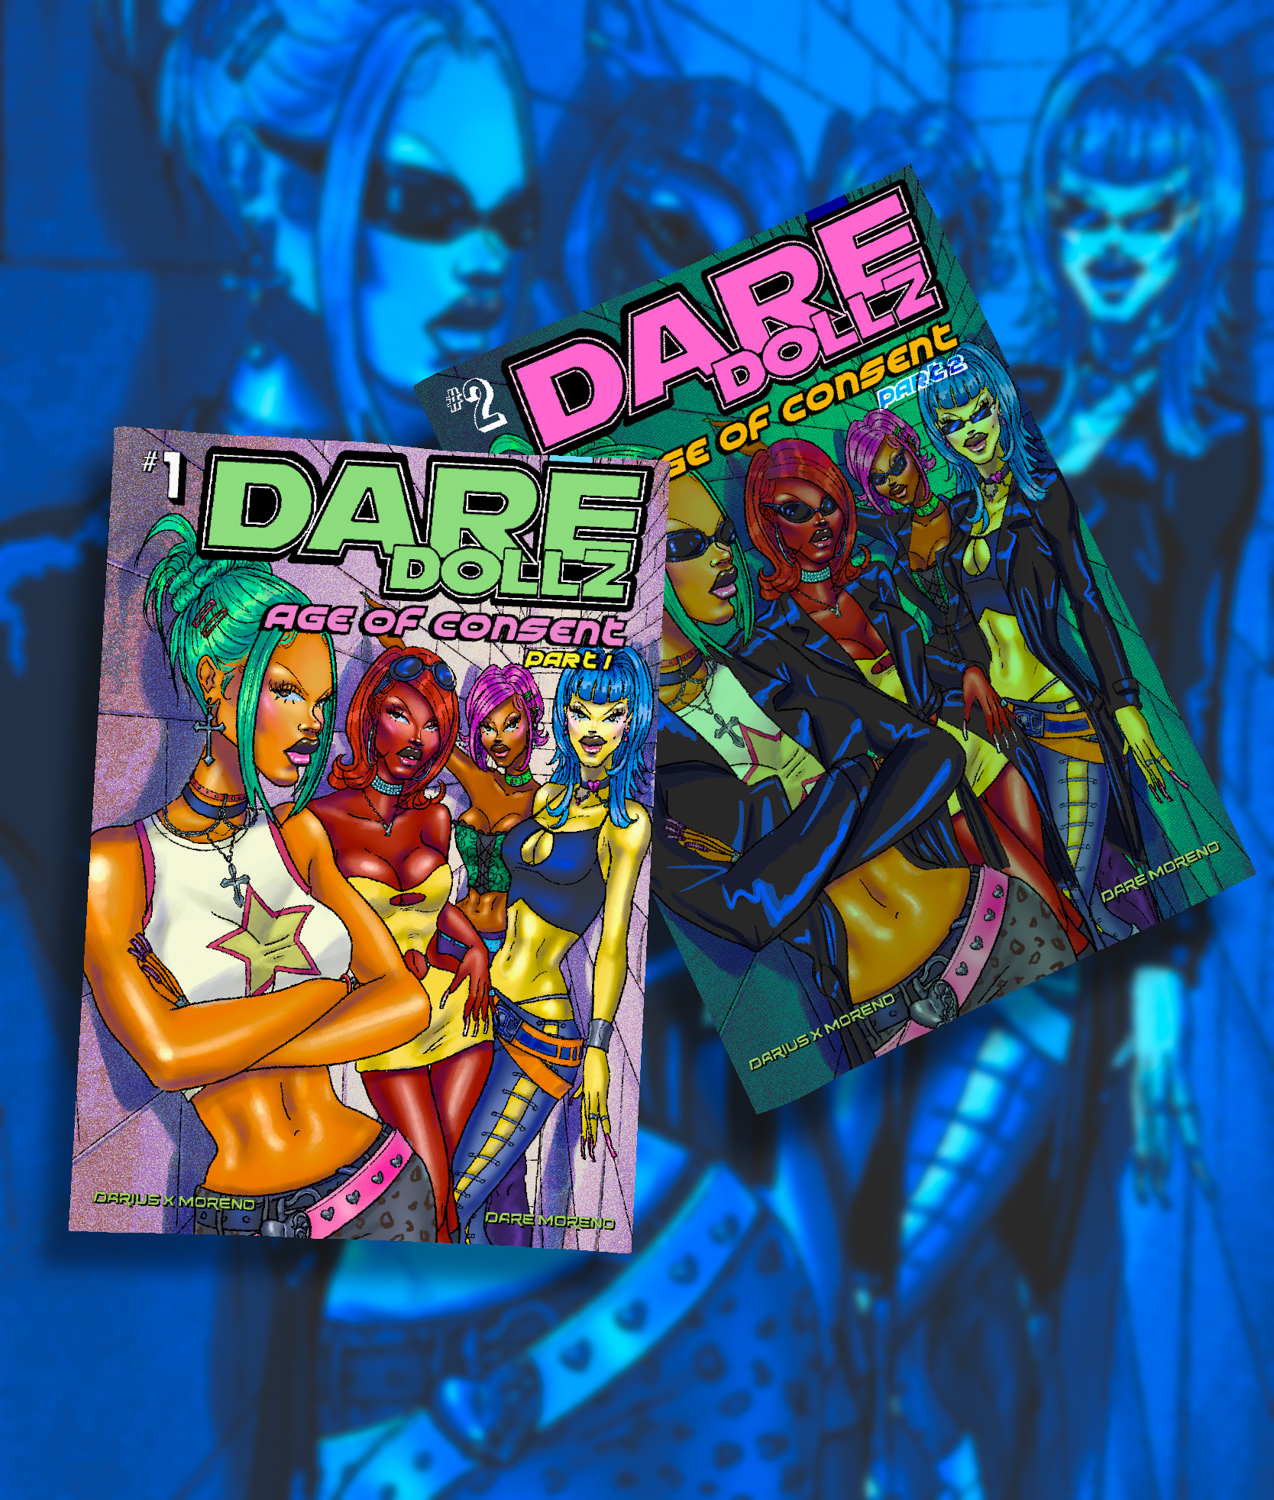 #2
DARE
DOLLZ
AGE OF CONSENT
PART 2
DARIUS X MORENO
DARE MORENO
#1
DARE
DOLLZ
AGE OF CONSENT
PART 1
DARIUS X MORENO
DARE MORENO